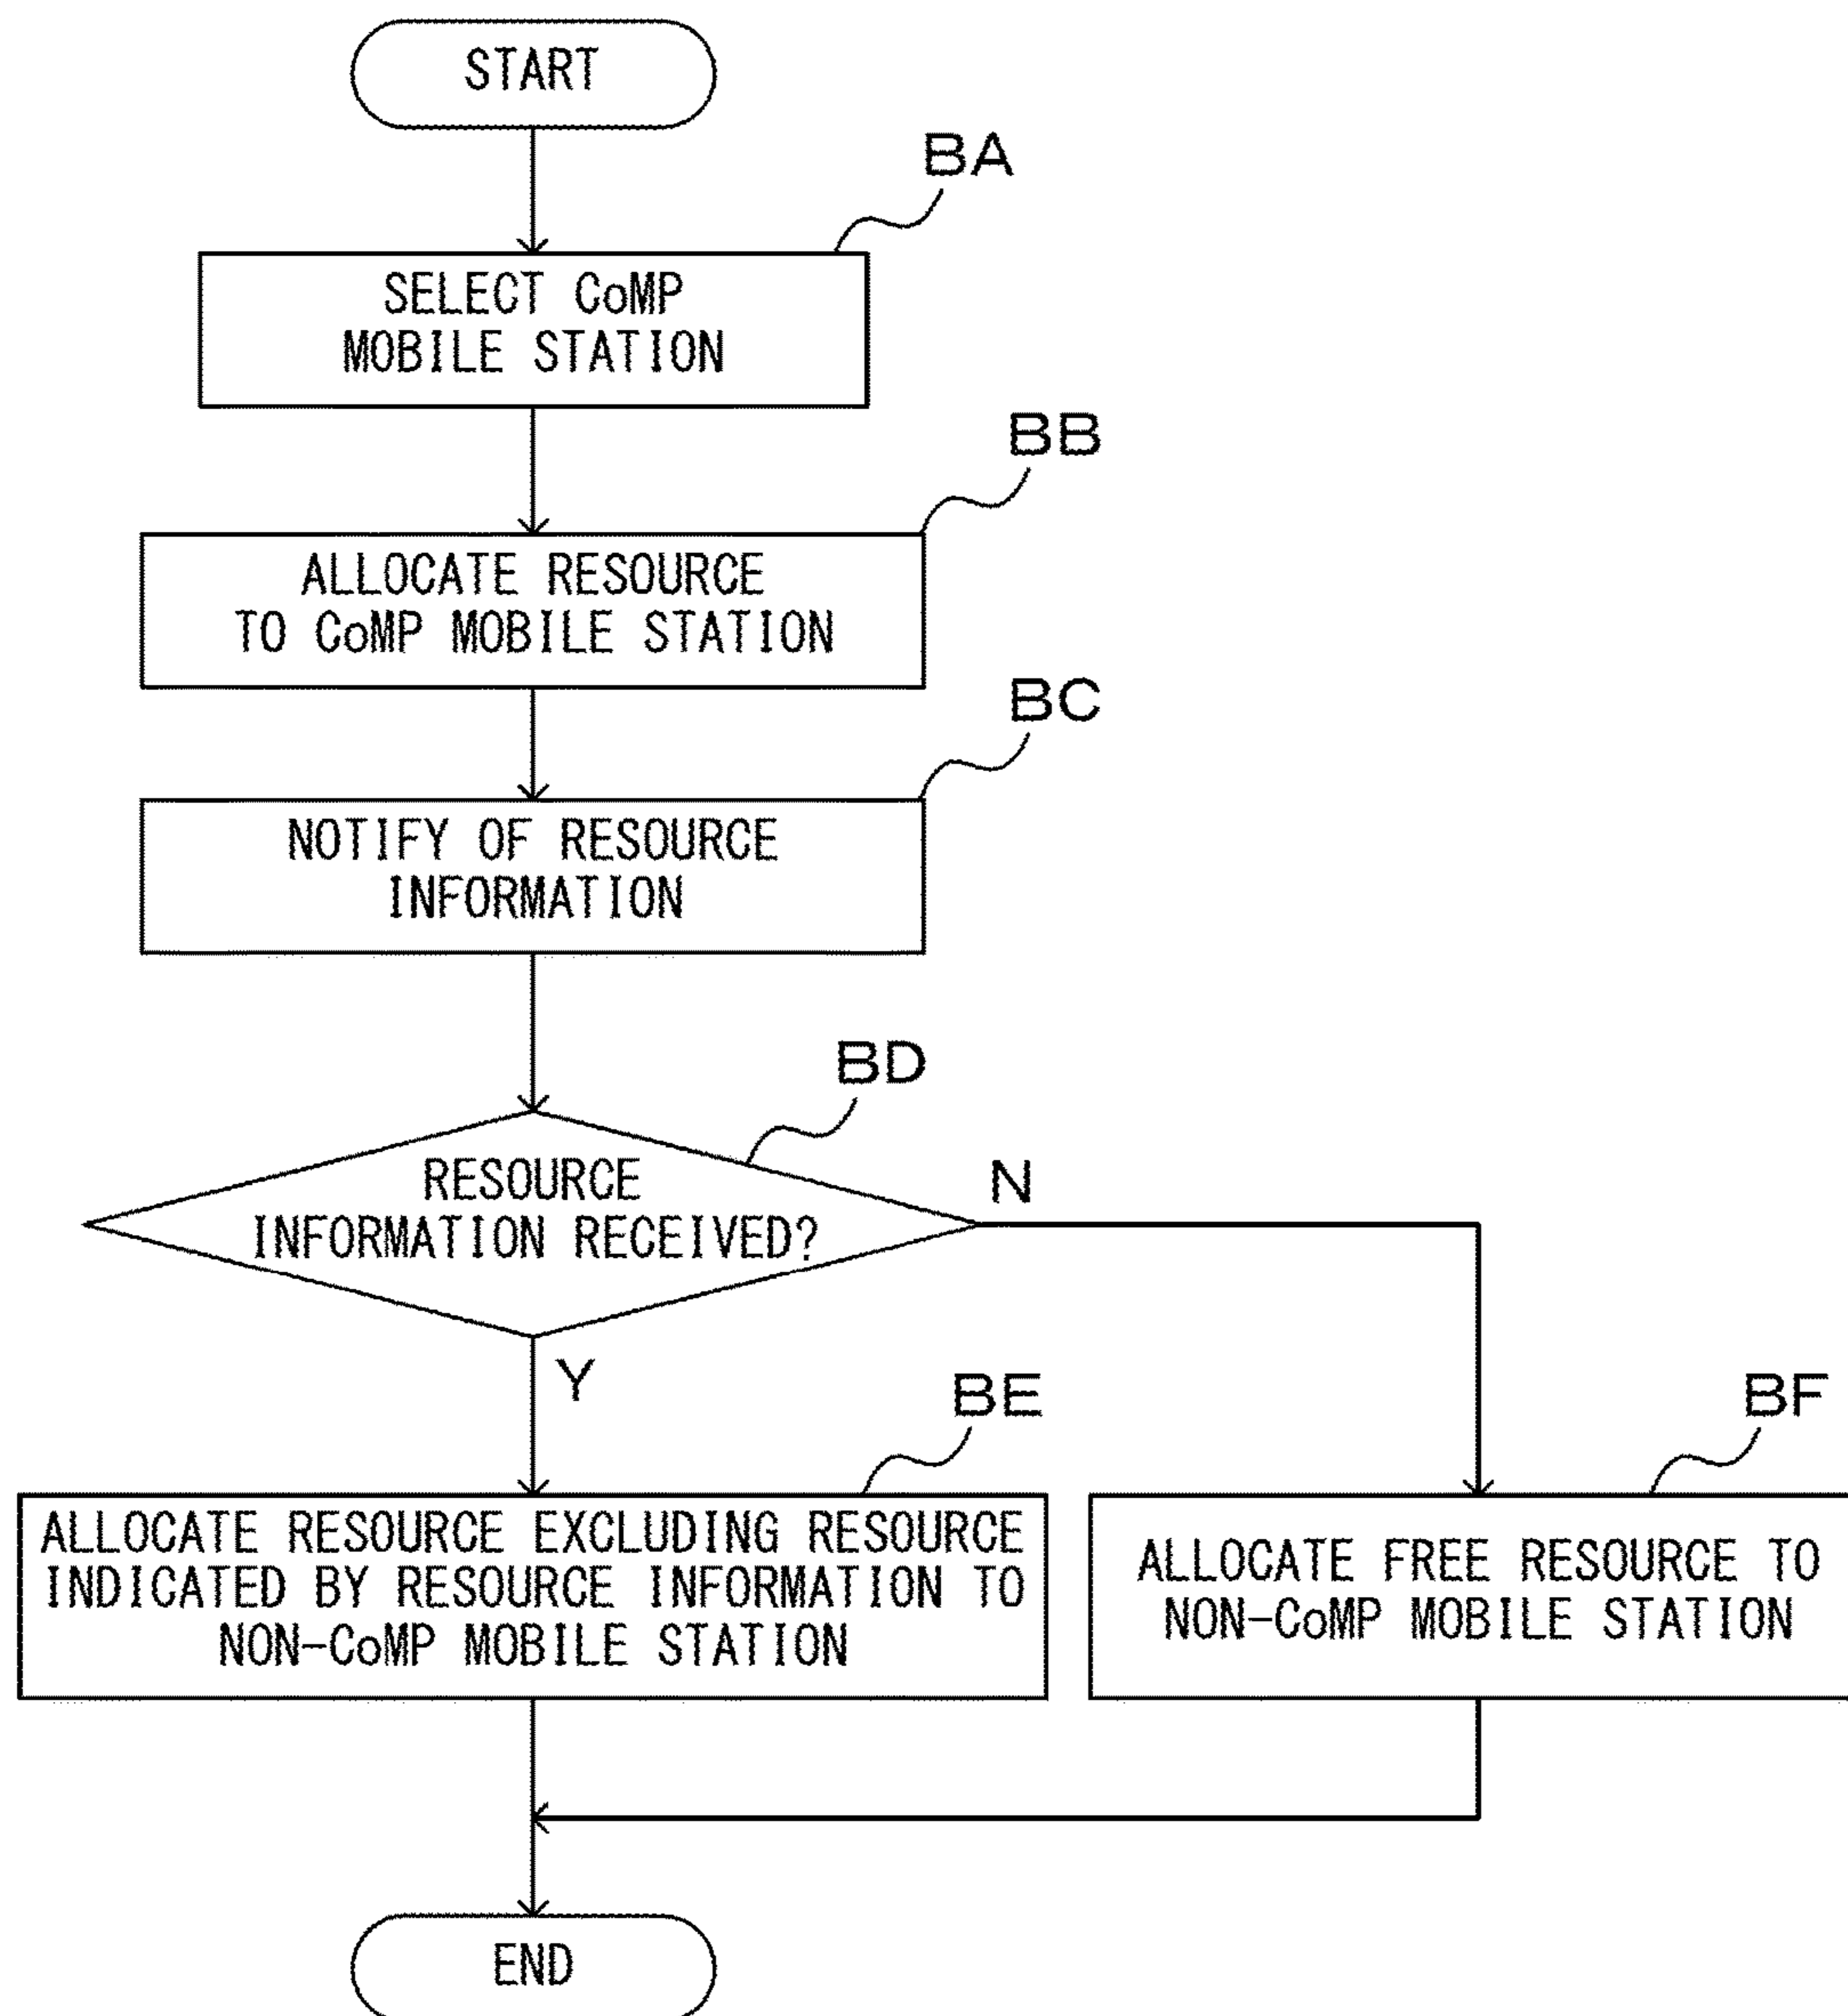 START
BA
SELECT CoMP
MOBILE STATION
BB
ALLOCATE RESOURCE
TO CoMP MOBILE STATION
BC
NOTIFY OF RESOURCE
INFORMATION
BD
RESOURCE
INFORMATION RECEIVED?
N
Y
BE
ALLOCATE RESOURCE EXCLUDING RESOURCE
INDICATED BY RESOURCE INFORMATION TO
NON-CoMP MOBILE STATION
BF
ALLOCATE FREE RESOURCE TO
NON-CoMP MOBILE STATION
END